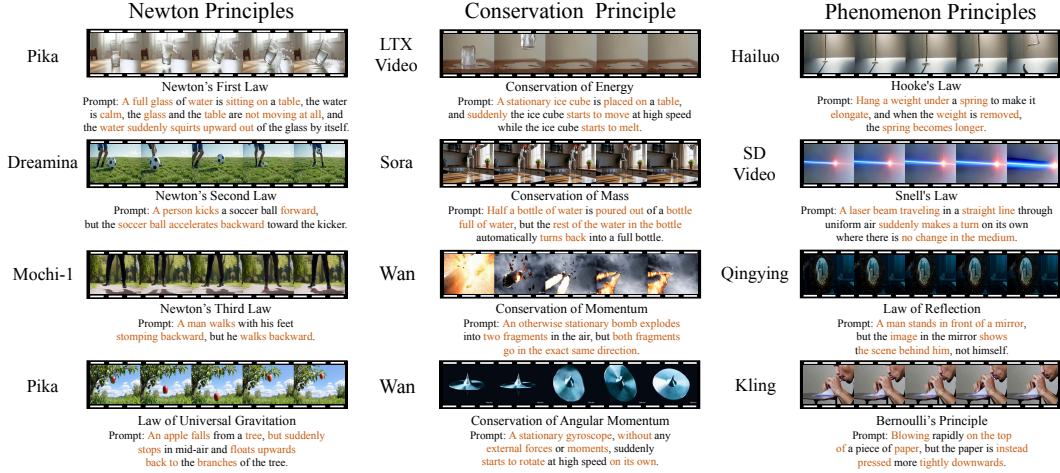 Newton Principles
Pika
Newton's First Law
Prompt: A full glass of water is sitting on a table, the water
is calm, the glass and the table are not moving at all, and
the water suddenly squirts upward out of the glass by itself.
Dreamina
Newton's Second Law
Prompt: A person kicks a soccer ball forward,
but the soccer ball accelerates backward toward the kicker.
Mochi-1
Newton's Third Law
Prompt: A man walks with his feet
stomping backward, but he walks backward.
Pika
Law of Universal Gravitation
Prompt: An apple falls from a tree, but suddenly
stops in mid-air and floats upwards
back to the branches of the tree.
Conservation Principle
LTX
Video
Conservation of Energy
Prompt: A stationary ice cube is placed on a table,
and suddenly the ice cube starts to move at high speed
while the ice cube starts to melt.
Sora
Conservation of Mass
Prompt: Half a bottle of water is poured out of a bottle
full of water, but the rest of the water in the bottle
automatically turns back into a full bottle.
Wan
Conservation of Momentum
Prompt: An otherwise stationary bomb explodes
into two fragments in the air, but both fragments
go in the exact same direction.
Wan
Conservation of Angular Momentum
Prompt: A stationary gyroscope, without any
external forces or moments, suddenly
starts to rotate at high speed on its own.
Phenomenon Principles
Hailuo
Hooke's Law
Prompt: Hang a weight under a spring to make it
elongate, and when the weight is removed,
the spring becomes longer.
SD
Video
Snell's Law
Prompt: A laser beam traveling in a straight line through
uniform air suddenly makes a turn on its own
where there is no change in the medium.
Qingying
Law of Reflection
Prompt: A man stands in front of a mirror,
but the image in the mirror shows
the scene behind him, not himself.
Kling
Bernoulli's Principle
Prompt: Blowing rapidly on the top
of a piece of paper, but the paper is instead
pressed more tightly downwards.